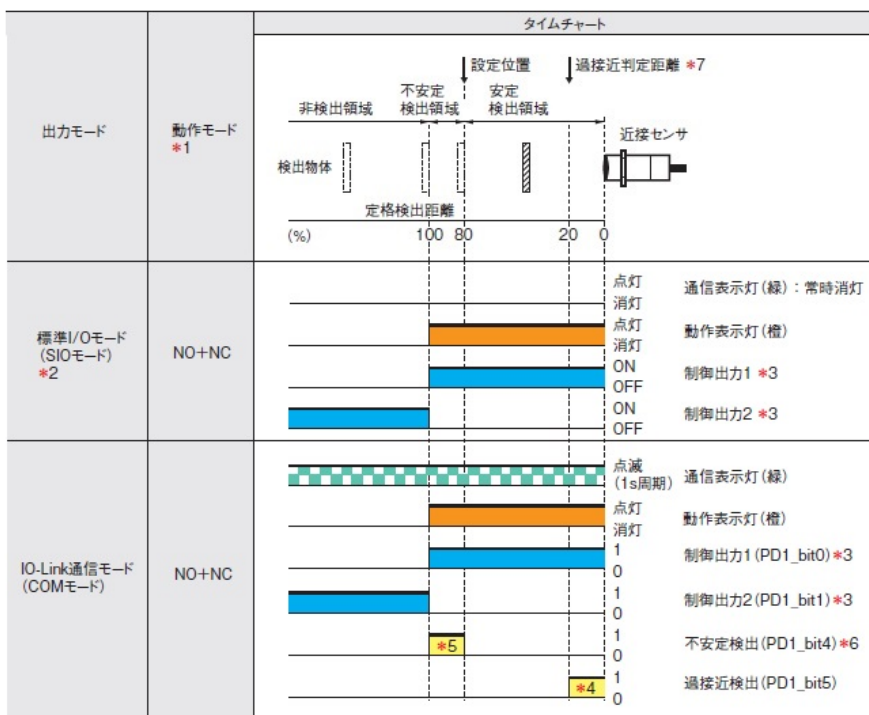 出力モード
動作モード
*1
タイムチャート
設定位置
過接近判定距離 *7
非検出領域
不安定
検出領域
安定
検出領域
近接センサ
検出物体
定格検出距離
(%)
100 80 20 0
標準I/Oモード
(SIOモード)
*2
NO+NC
点灯
消灯
通信表示灯(緑):常時消灯
点灯
消灯
動作表示灯(橙)
ON
OFF
制御出力1 *3
ON
OFF
制御出力2 *3
IO-Link通信モード
(COMモード)
NO+NC
点滅
(1s周期)
通信表示灯(緑)
点灯
消灯
動作表示灯(橙)
1
0
制御出力1(PD1_bit0)*3
1
0
制御出力2(PD1_bit1)*3
*5
1
0
不安定検出(PD1_bit4)*6
*4
1
0
過接近検出(PD1_bit5)